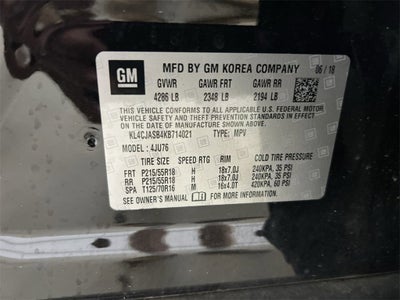 GM
MFD BY GM KOREA COMPANY 06 / 18
GVWR GAWR FRT GAWR RR
4286 LB 2348 LB 2194 LB
THIS VEHICLE CONFORMS TO ALL APPLICABLE U.S. FEDERAL MOTOR
VEHICLE SAFETY AND THEFT PREVENTION STANDARDS IN EFFECT
ON THE DATE OF MANUFACTURE SHOWN ABOVE.
KL4CJASB4KB714021 TYPE: MPV
MODEL: 4JU76
TIRE SIZE SPEED RTG RIM COLD TIRE PRESSURE
FRT P215/55R18 H 18x7.0J 240KPA, 35 PSI
RR P215/55R18 H 18x7.0J 240KPA, 35 PSI
SPA T125/70R16 M 16x4.0T 420KPA, 60 PSI
SEE OWNER'S MANUAL FOR ADDITIONAL INFORMATION.